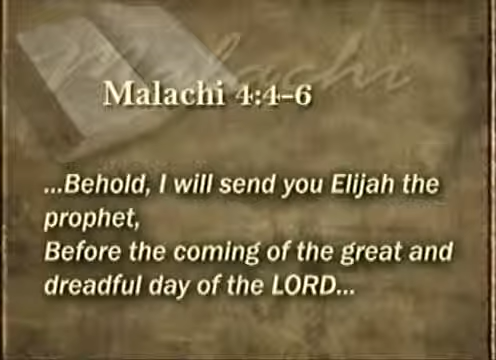 Malachi
Malachi 4:4-6
...Behold, I will send you Elijah the
prophet,
Before the coming of the great and
dreadful day of the LORD...